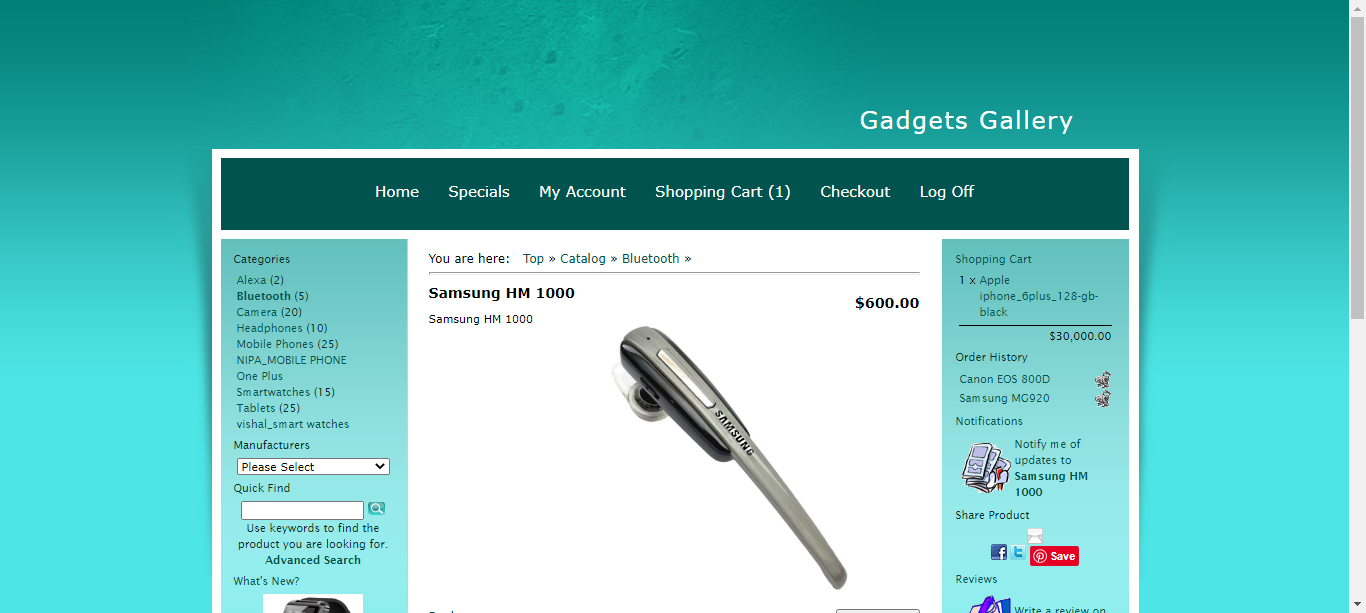 Gadgets Gallery
Home Specials My Account Shopping Cart (1) Checkout Log Off
Categories
Alexa (2)
Bluetooth (5)
Camera (20)
Headphones (10)
Mobile Phones (25)
NIPA_MOBILE PHONE
One Plus
Smartwatches (15)
Tablets (25)
vishal_smart watches
Manufacturers
Please Select
Quick Find
Use keywords to find the
product you are looking for.
Advanced Search
What's New?
You are here: Top » Catalog » Bluetooth »
Samsung HM 1000
$600.00
Samsung HM 1000
SAMSUNG
Shopping Cart
1 x Apple
iphone_6plus_128-gb-
black
$30,000.00
Order History
Canon EOS 800D
Samsung MG920
Notifications
Notify me of
updates to
Samsung HM
1000
Share Product
Save
Reviews
Write a review on